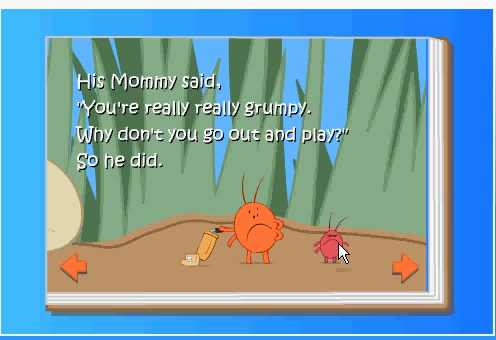 His Mommy said,
"You're really really grumpy.
Why don't you go out and play?"
So he did.